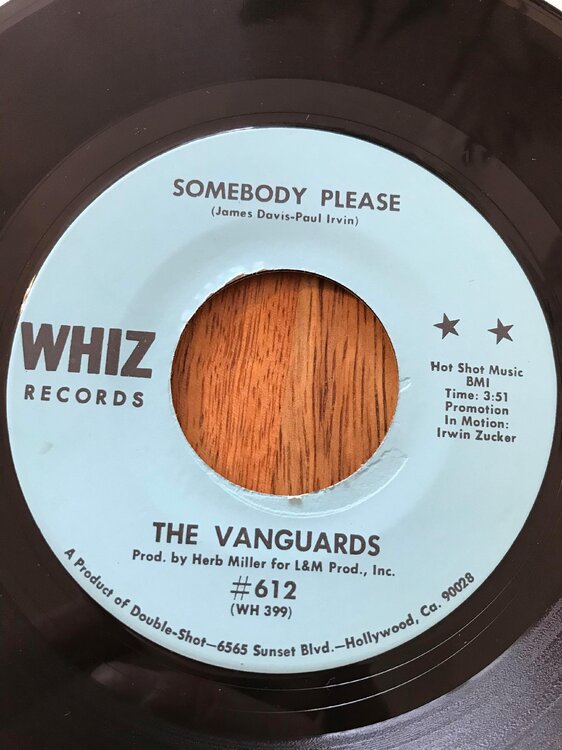 SOMEBODY PLEASE
(James Davis-Paul Irvin)
WHIZ
RECORDS
Hot Shot Music
BMI
Time: 3:51
Promotion
In Motion:
Irwin Zucker
THE VANGUARDS
Prod. by Herb Miller for L&M Prod., Inc.
#612
(WH 399)
A Product of Double-Shot—6565 Sunset Blvd.—Hollywood, Ca. 90028